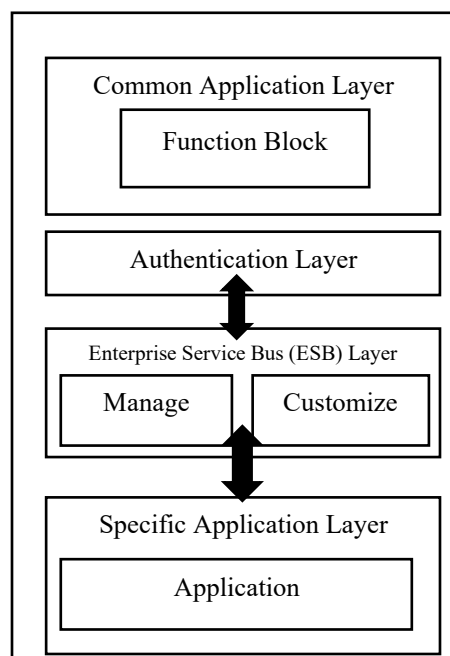 Common Application Layer
Function Block
Authentication Layer
Enterprise Service Bus (ESB) Layer
Manage
Customize
Specific Application Layer
Application